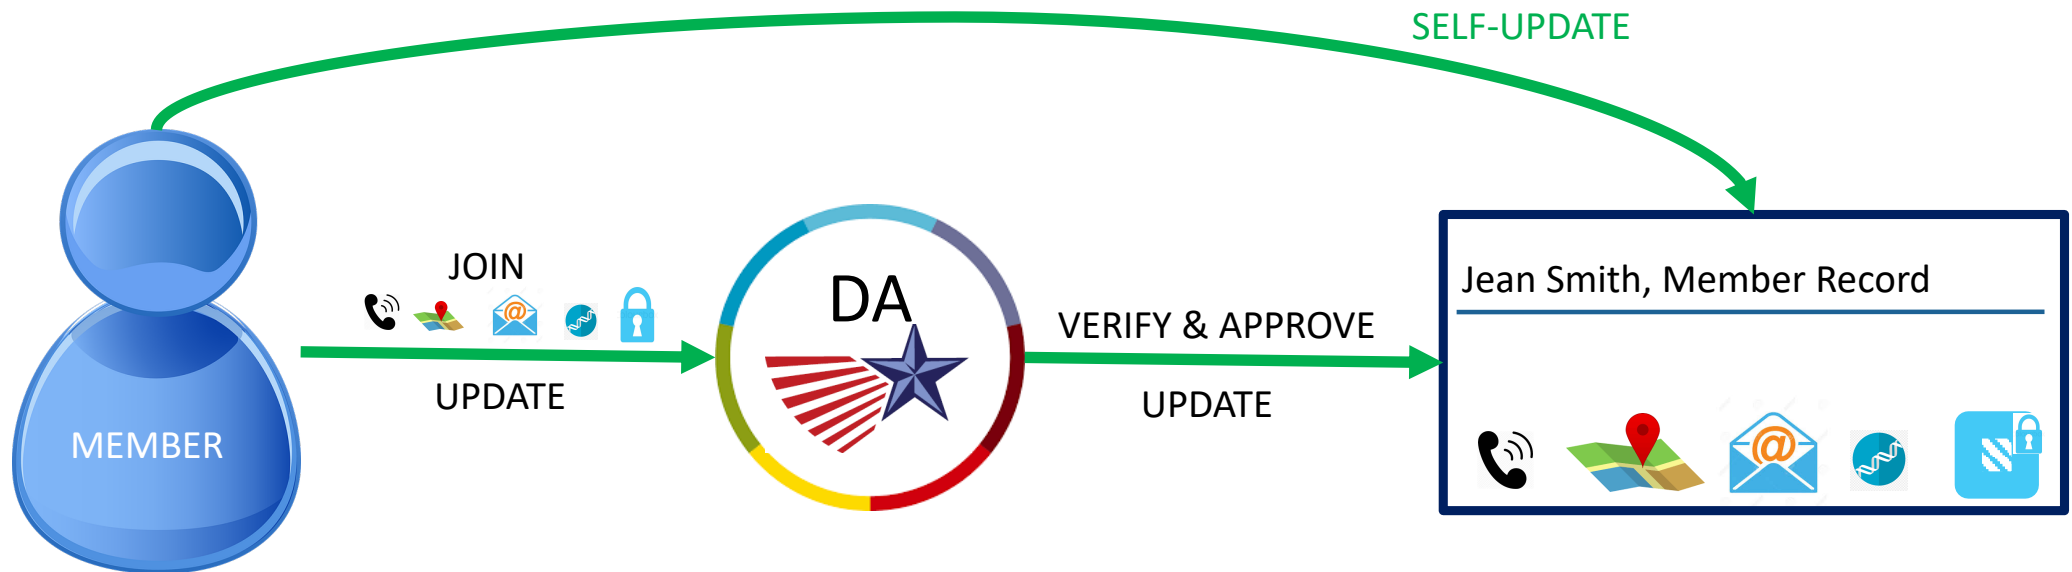 SELF-UPDATE
JOIN
UPDATE
MEMBER
DA
VERIFY & APPROVE
UPDATE
Jean Smith, Member Record
@
@